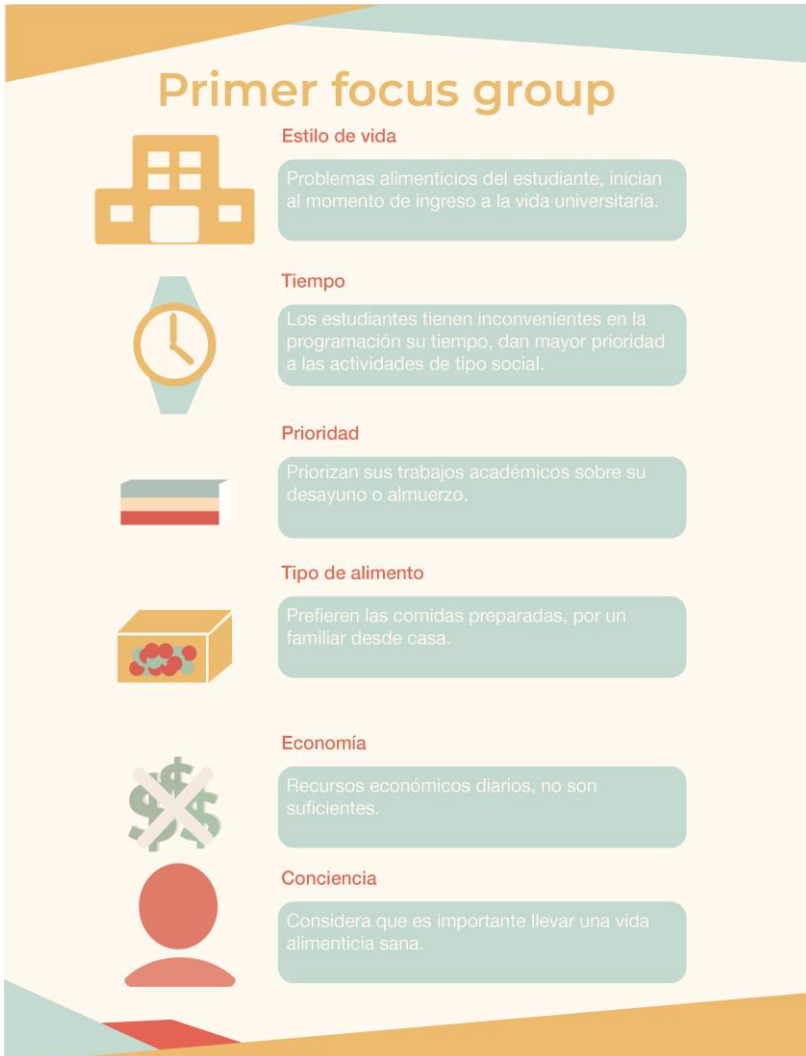 Primer focus group
Estilo de vida
Problemas alimenticios del estudiante, inician
al momento de ingreso a la vida universitaria.
Tiempo
Los estudiantes tienen inconvenientes en la
programación su tiempo, dan mayor prioridad
a las actividades de tipo social.
Prioridad
Priorizan sus trabajos académicos sobre su
desayuno o almuerzo.
Tipo de alimento
Prefieren las comidas preparadas, por un
familiar desde casa.
Economía
Recursos económicos diarios, no son
suficientes.
Conciencia
Considera que es importante llevar una vida
alimenticia sana.